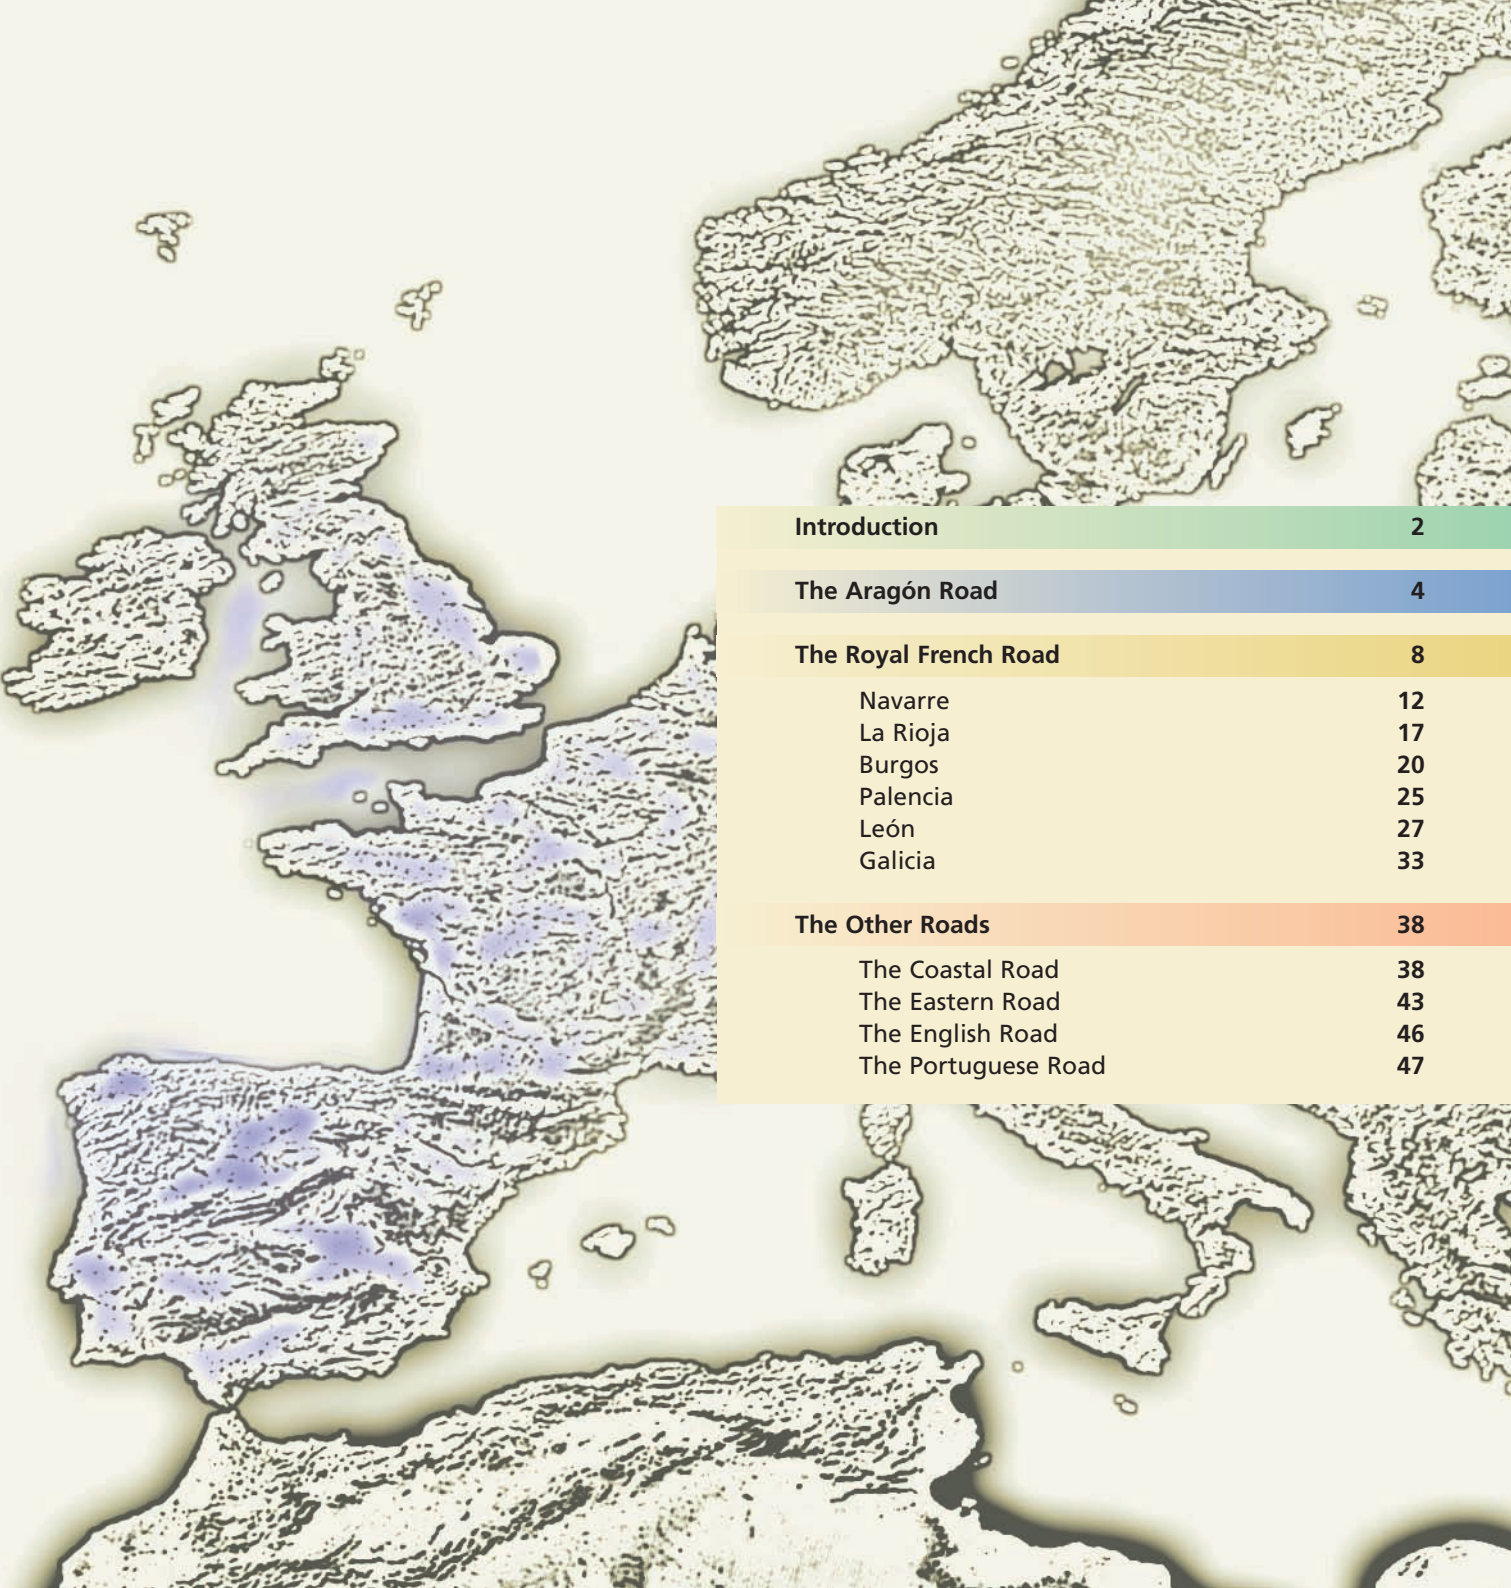 Introduction 2
The Aragón Road 4
The Royal French Road 8
Navarre 12
La Rioja 17
Burgos 20
Palencia 25
León 27
Galicia 33
The Other Roads 38
The Coastal Road 38
The Eastern Road 43
The English Road 46
The Portuguese Road 47